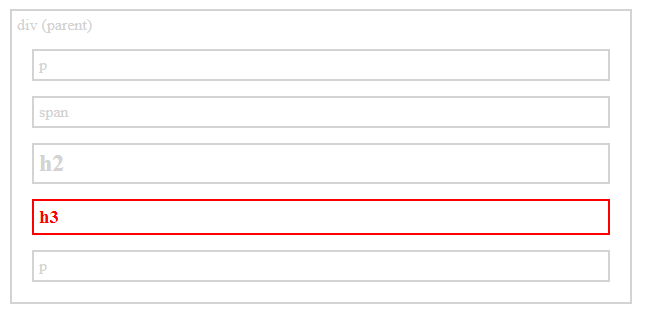 div (parent)
p
span
h2
h3
p